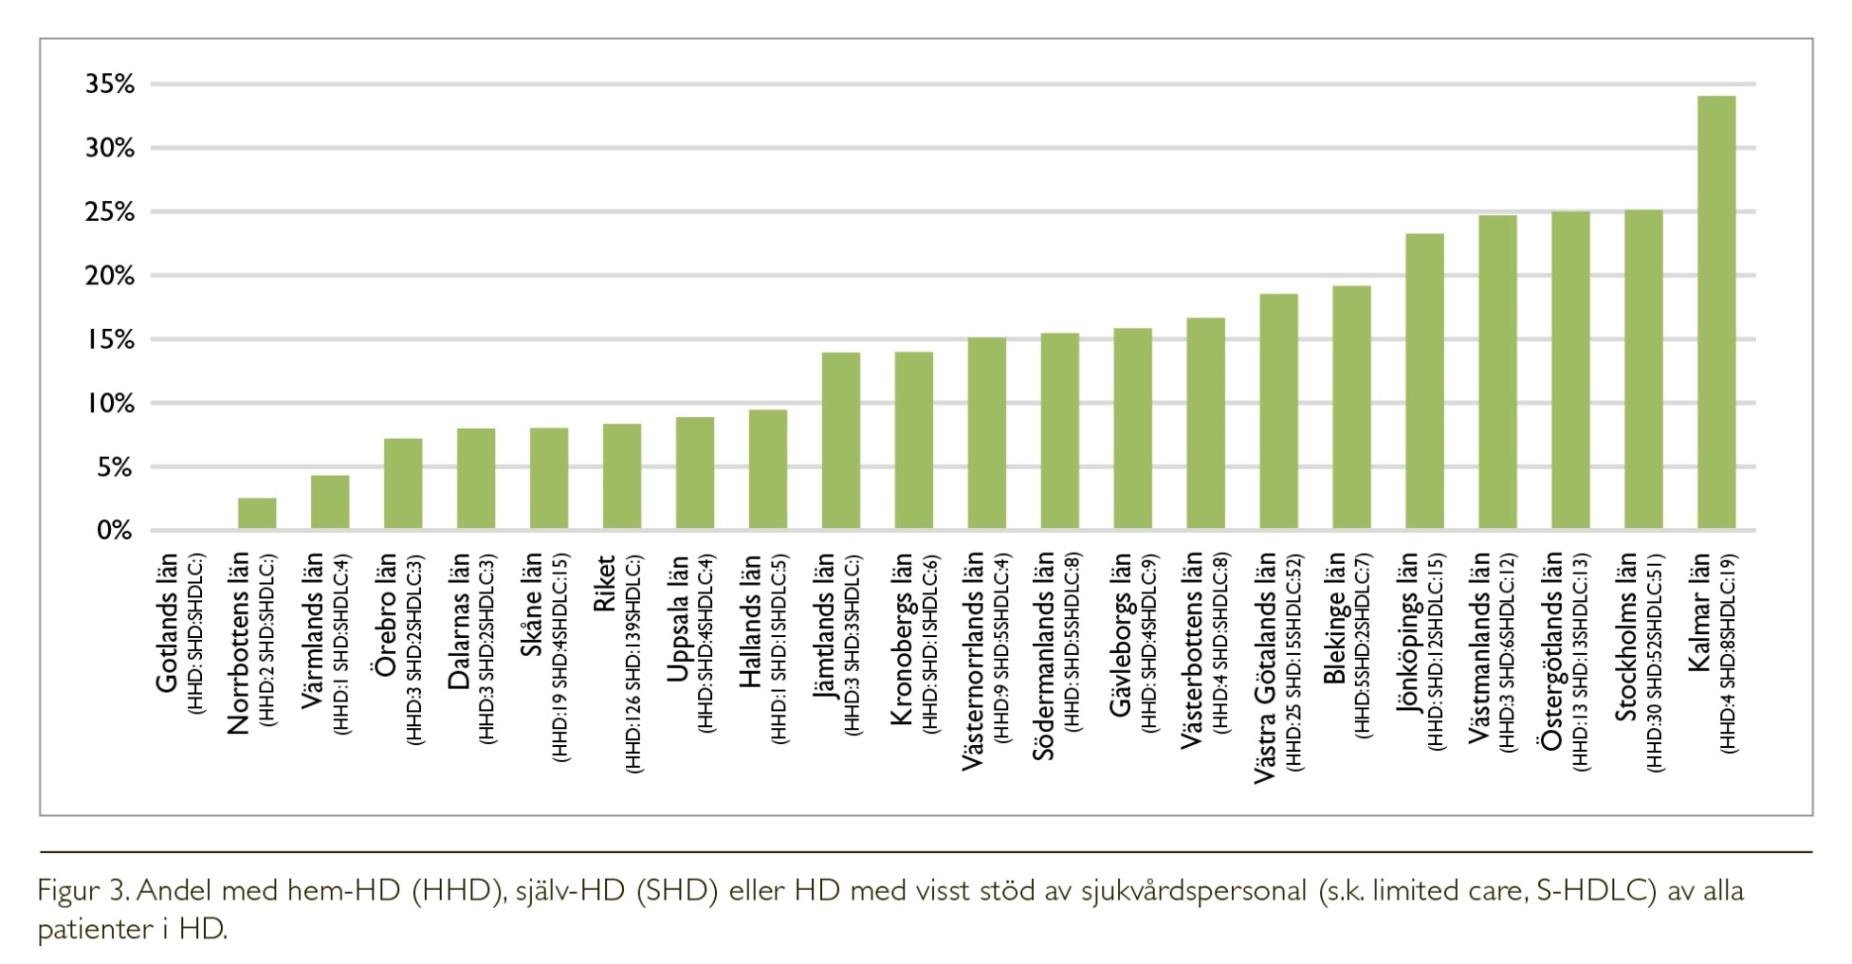 35%
30%
25%
20%
15%
10%
5%
0%
Gotlands län
(HHD: SHD:SHDLC:)
Norrbottens län
(HHD:2 SHD:SHDLC:)
Värmlands län
(HHD:1 SHD:SHDLC:4)
Örebro län
(HHD:3 SHD:2SHDLC:3)
Dalarnas län
(HHD:3 SHD:2SHDLC:3)
Skåne län
(HHD:19 SHD:4SHDLC:15)
Riket
(HHD:126 SHD:139SHDLC:)
Uppsala län
(HHD:SHD:4SHDLC:4)
Hallands län
(HHD:1 SHD:1SHDLC:5)
Jämtlands län
(HHD:3 SHD:3SHDLC:)
Kronobergs län
(HHD: SHD:1SHDLC:6)
Västernorrlands län
(HHD:9 SHD:5SHDLC:4)
Södermanlands län
(HHD: SHD:5SHDLC:8)
Gävleborgs län
(HHD: SHD:4SHDLC:9)
Västerbottens län
(HHD:4 SHD:SHDLC:8)
Västra Götalands län
(HHD:25 SHD:15SHDLC:52)
Blekinge län
(HHD:5SHD:2SHDLC:7)
Jönköpings län
(HHD:SHD:12SHDLC:15)
Västmanlands län
(HHD:3 SHD:6SHDLC:12)
Östergötlands län
(HHD:13 SHD:13SHDLC:13)
Stockholms län
(HHD:30 SHD:52SHDLC:51)
Kalmar län
(HHD:4 SHD:8SHDLC:19)
Figur 3. Andel med hem-HD (HHD), själv-HD (SHD) eller HD med visst stöd av sjukvårdspersonal (s.k. limited care, S-HDLC) av alla
patienter i HD.